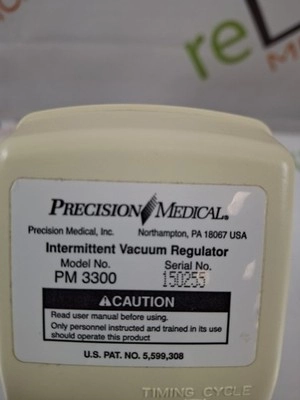 reL
ME
PRECISION MEDICAL®
Precision Medical, Inc. Northampton, PA 18067 USA
Intermittent Vacuum Regulator
Model No. Serial No.
PM 3300 150255
CAUTION
Read user manual before using.
Only personnel instructed and trained in its use
should operate this product
U.S. PAT. NO. 5,599,308
TIMING CYCLE